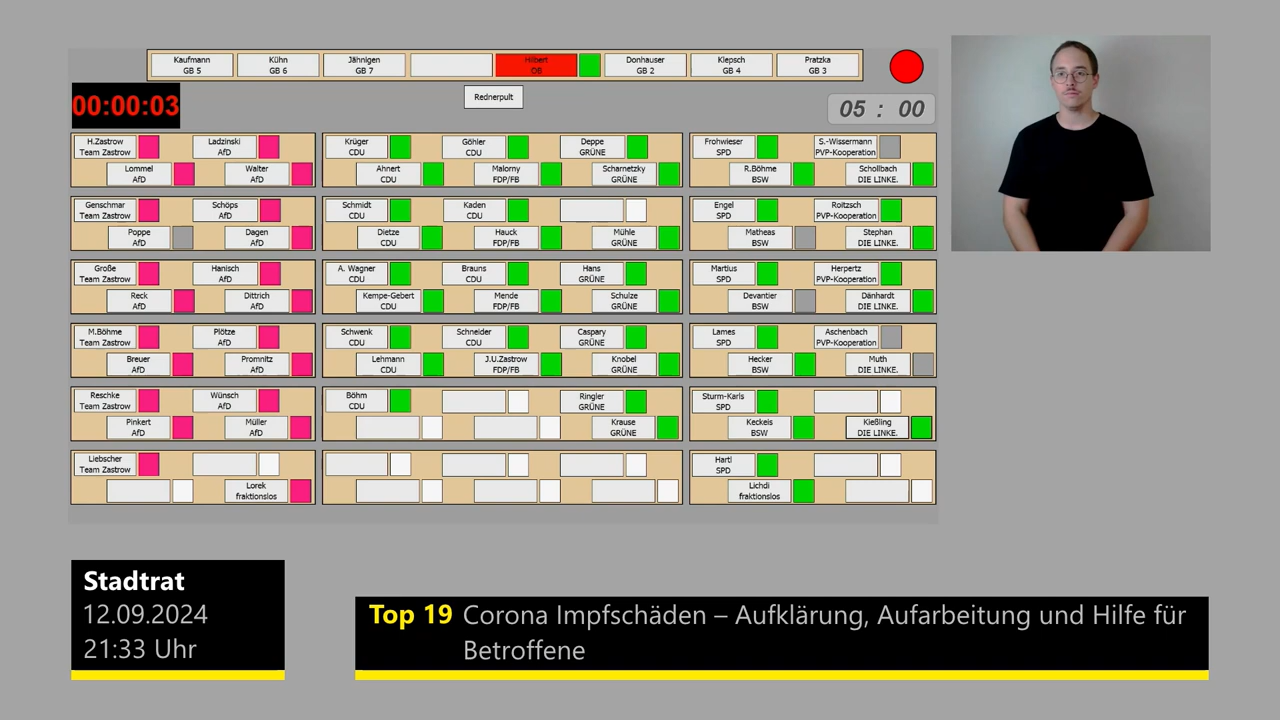 Kaufmann
GB 5
Kühn
GB 6
Jähnigen
GB 7
Hilbert
OB
Donhauser
GB 2
Klepsch
GB 4
Pratzka
GB 3
00:00:03
Rednerpult
05 : 00
H.Zastrow
Team Zastrow
Ladzinski
AfD
Lommel
AfD
Walter
AfD
Krüger
CDU
Göhler
CDU
Deppe
GRÜNE
Ahnert
CDU
Malorny
FDP/FB
Scharnetzky
GRÜNE
Frohwieser
SPD
S.-Wissermann
PVP-Kooperation
R.Böhme
BSW
Schollbach
DIE LINKE.
Genschmar
Team Zastrow
Schöps
AfD
Poppe
AfD
Dagen
AfD
Schmidt
CDU
Kaden
CDU
Dietze
CDU
Hauck
FDP/FB
Mühle
GRÜNE
Engel
SPD
Roitzsch
PVP-Kooperation
Matheas
BSW
Stephan
DIE LINKE.
Große
Team Zastrow
Hanisch
AfD
Reck
AfD
Dittrich
AfD
A. Wagner
CDU
Brauns
CDU
Hans
GRÜNE
Kempe-Gebert
CDU
Mende
FDP/FB
Schulze
GRÜNE
Martius
SPD
Herpertz
PVP-Kooperation
Devantier
BSW
Dänhardt
DIE LINKE.
M.Böhme
Team Zastrow
Plötze
AfD
Breuer
AfD
Promnitz
AfD
Schwenk
CDU
Schneider
CDU
Caspary
GRÜNE
Lehmann
CDU
J.U.Zastrow
FDP/FB
Knobel
GRÜNE
Lames
SPD
Aschenbach
PVP-Kooperation
Hecker
BSW
Muth
DIE LINKE.
Reschke
Team Zastrow
Wünsch
AfD
Pinkert
AfD
Müller
AfD
Böhm
CDU
Ringler
GRÜNE
Krause
GRÜNE
Sturm-Karls
SPD
Keckeis
BSW
Kießling
DIE LINKE.
Liebscher
Team Zastrow
Lorek
fraktionslos
Hartl
SPD
Lichdi
fraktionslos
Stadtrat
12.09.2024
21:33 Uhr
Top 19 Corona Impfschäden – Aufklärung, Aufarbeitung und Hilfe für
Betroffene